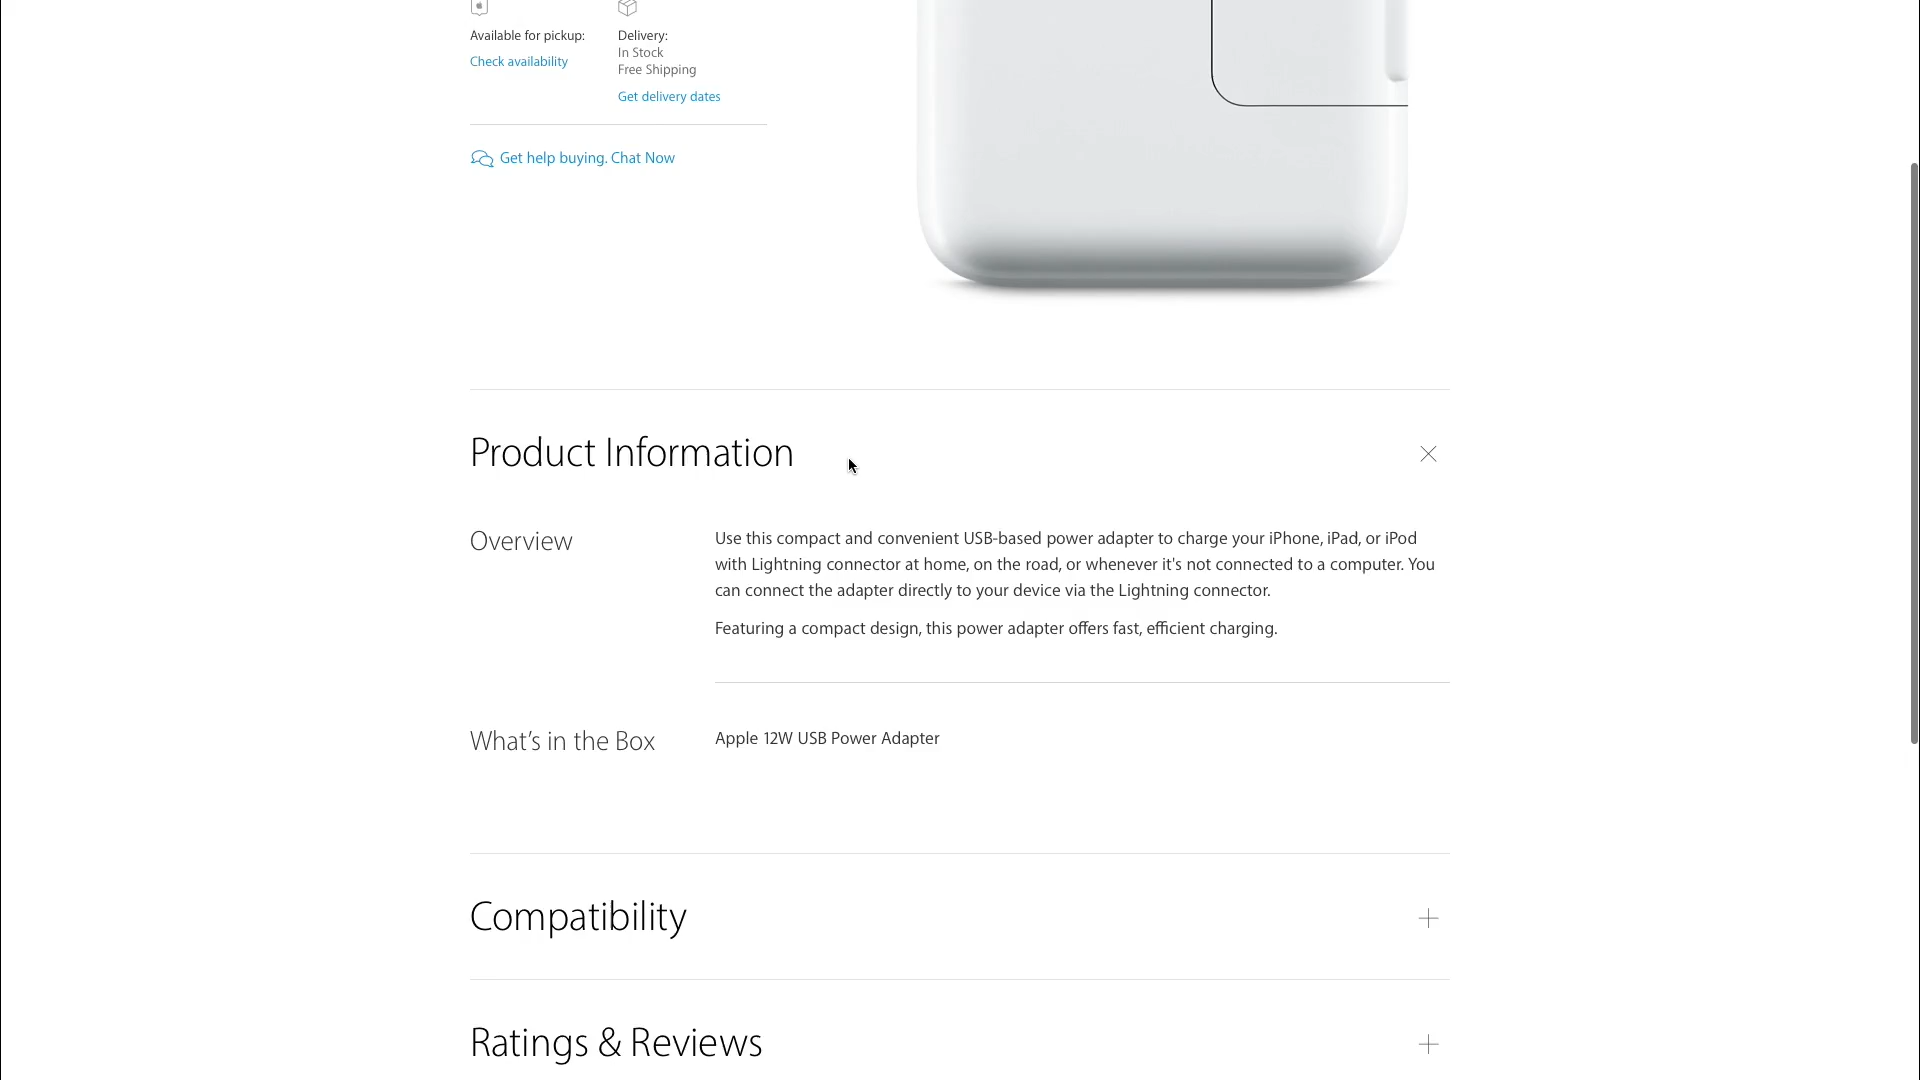 Available for pickup:
Check availability
Delivery:
In Stock
Free Shipping
Get delivery dates
Get help buying. Chat Now
Product Information
Overview
Use this compact and convenient USB-based power adapter to charge your iPhone, iPad, or iPod
with Lightning connector at home, on the road, or whenever it's not connected to a computer. You
can connect the adapter directly to your device via the Lightning connector.
Featuring a compact design, this power adapter offers fast, efficient charging.
What’s in the Box
Apple 12W USB Power Adapter
Compatibility
Ratings & Reviews